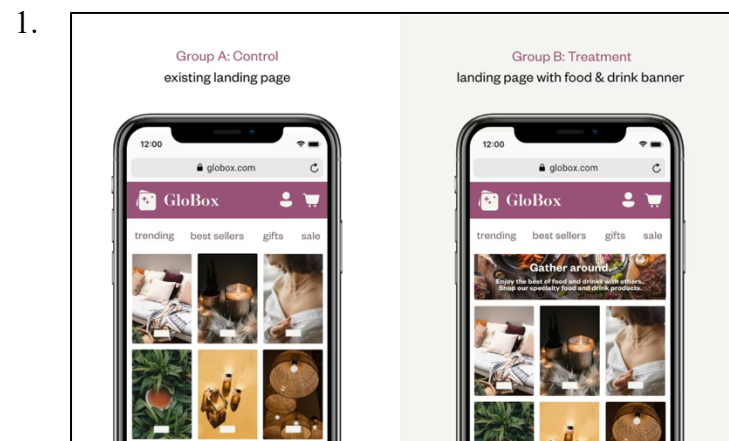 1.
Group A: Control
existing landing page
12:00
globox.com
GloBox
trending best sellers gifts sale
Group B: Treatment
landing page with food & drink banner
12:00
globox.com
GloBox
trending best sellers gifts sale
Gather around.
Enjoy the best of food and drinks with others.
Shop our specialty food and drink products.